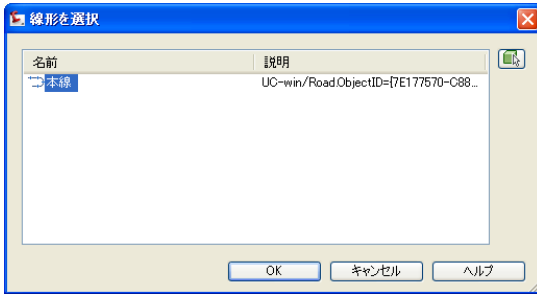 線形を選択
名前 説明
本線 UC-win/Road.ObjectID={7E177570-C88...
OK キャンセル ヘルプ